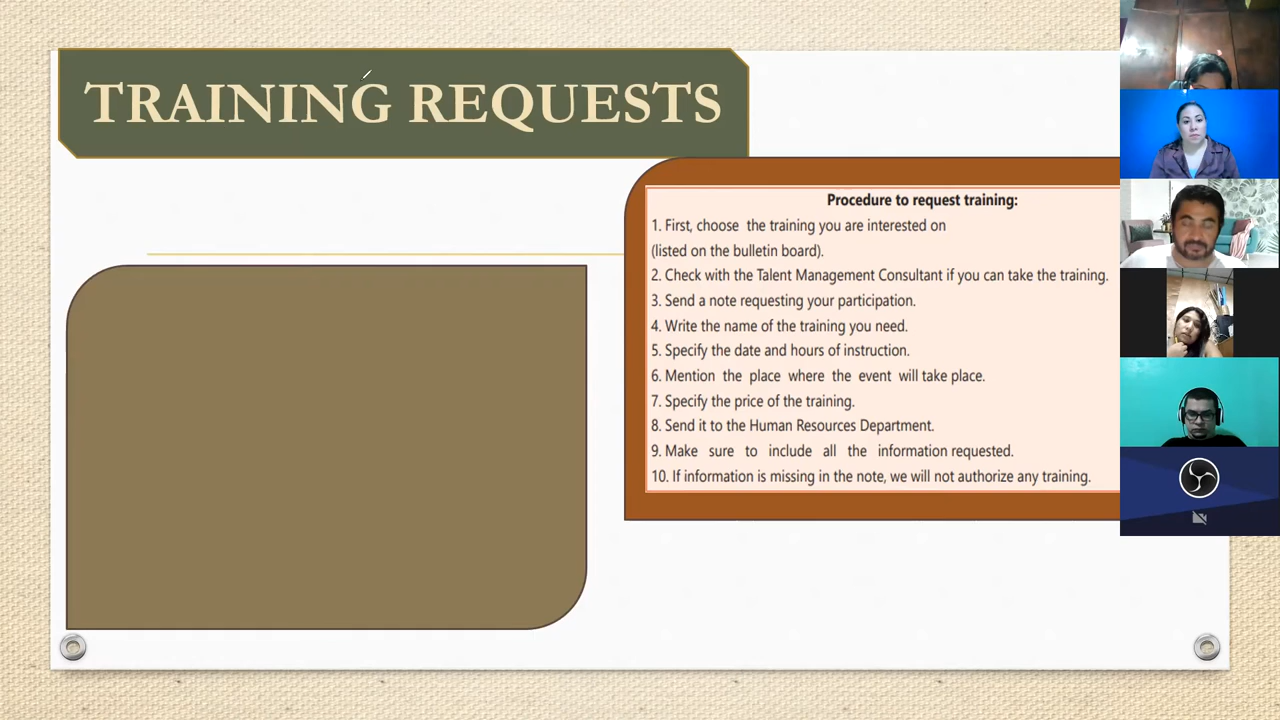 TRAINING REQUESTS
Procedure to request training:
1. First, choose the training you are interested on
(listed on the bulletin board).
2. Check with the Talent Management Consultant if you can take the training.
3. Send a note requesting your participation.
4. Write the name of the training you need.
5. Specify the date and hours of instruction.
6. Mention the place where the event will take place.
7. Specify the price of the training.
8. Send it to the Human Resources Department.
9. Make sure to include all the information requested.
10. If information is missing in the note, we will not authorize any training.